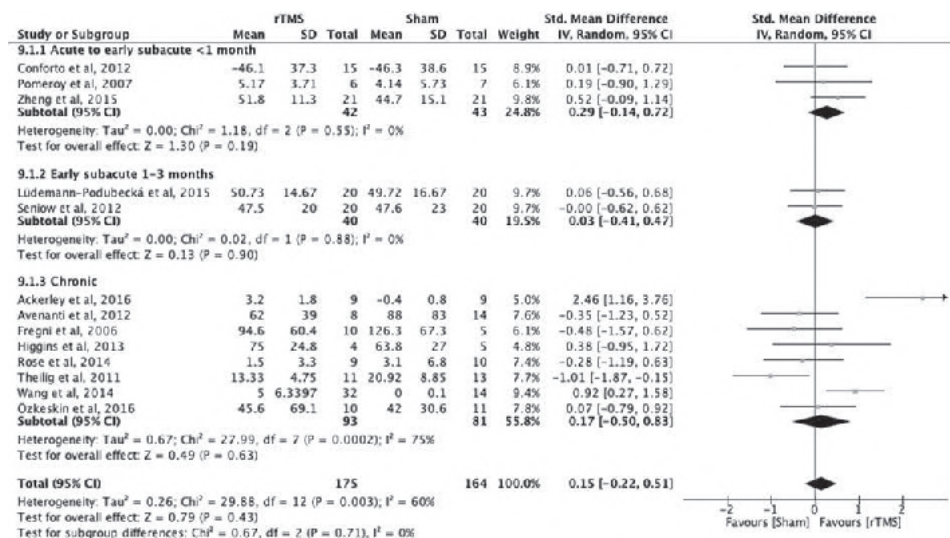 rTMS Sham Std. Mean Difference Std. Mean Difference
Study or Subgroup Mean SD Total Mean SD Total Weight IV, Random, 95% CI IV, Random, 95% CI
9.1.1 Acute to early subacute <1 month
Conforto et al, 2012 -46.1 37.3 15 -46.3 38.6 15 8.9% 0.01 [-0.71, 0.72]
Pomeroy et al, 2007 5.17 3.71 6 4.14 5.73 7 6.1% 0.19 [-0.90, 1.29]
Zheng et al, 2015 51.8 11.3 21 44.7 15.1 21 9.8% 0.52 [-0.09, 1.14]
Subtotal (95% CI) 42 43 24.8% 0.29 [-0.14, 0.72]
Heterogeneity: Tau² = 0.00; Chi² = 1.18, df = 2 (P = 0.55); I² = 0%
Test for overall effect: Z = 1.30 (P = 0.19)
9.1.2 Early subacute 1-3 months
Lüdemann-Podubecká et al, 2015 50.73 14.67 20 49.72 16.67 20 9.7% 0.06 [-0.56, 0.68]
Seniow et al, 2012 47.5 20 20 47.6 23 20 9.7% -0.00 [-0.62, 0.62]
Subtotal (95% CI) 40 40 19.5% 0.03 [-0.41, 0.47]
Heterogeneity: Tau² = 0.00; Chi² = 0.02, df = 1 (P = 0.88); I² = 0%
Test for overall effect: Z = 0.13 (P = 0.90)
9.1.3 Chronic
Ackerley et al, 2016 3.2 1.8 9 -0.4 0.8 9 5.0% 2.46 [1.16, 3.76]
Avenanti et al, 2012 62 39 8 88 83 14 7.6% -0.35 [-1.23, 0.52]
Fregni et al, 2006 94.6 60.4 10 126.3 67.3 5 6.1% -0.48 [-1.57, 0.62]
Higgins et al, 2013 75 24.8 4 63.8 27 5 4.8% 0.38 [-0.95, 1.72]
Rose et al, 2014 1.5 3.3 9 3.1 6.8 10 7.4% -0.28 [-1.19, 0.63]
Theilig et al, 2011 13.33 4.75 11 20.92 8.85 13 7.7% -1.01 [-1.87, -0.15]
Wang et al, 2014 5 6.3397 32 0 0.1 14 9.4% 0.92 [0.27, 1.58]
Özkeskin et al, 2016 45.6 69.1 10 42 30.6 11 7.7% 0.07 [-0.79, 0.92]
Subtotal (95% CI) 93 81 55.8% 0.17 [-0.50, 0.83]
Heterogeneity: Tau² = 0.67; Chi² = 27.99, df = 7 (P = 0.0002); I² = 75%
Test for overall effect: Z = 0.49 (P = 0.63)
Total (95% CI) 175 164 100.0% 0.15 [-0.22, 0.51]
Heterogeneity: Tau² = 0.26; Chi² = 29.88, df = 12 (P = 0.003); I² = 60%
Test for overall effect: Z = 0.79 (P = 0.43)
Test for subgroup differences: Chi² = 0.67, df = 2 (P = 0.71), I² = 0%
-2 -1 0 1 2
Favours [Sham] Favours [rTMS]